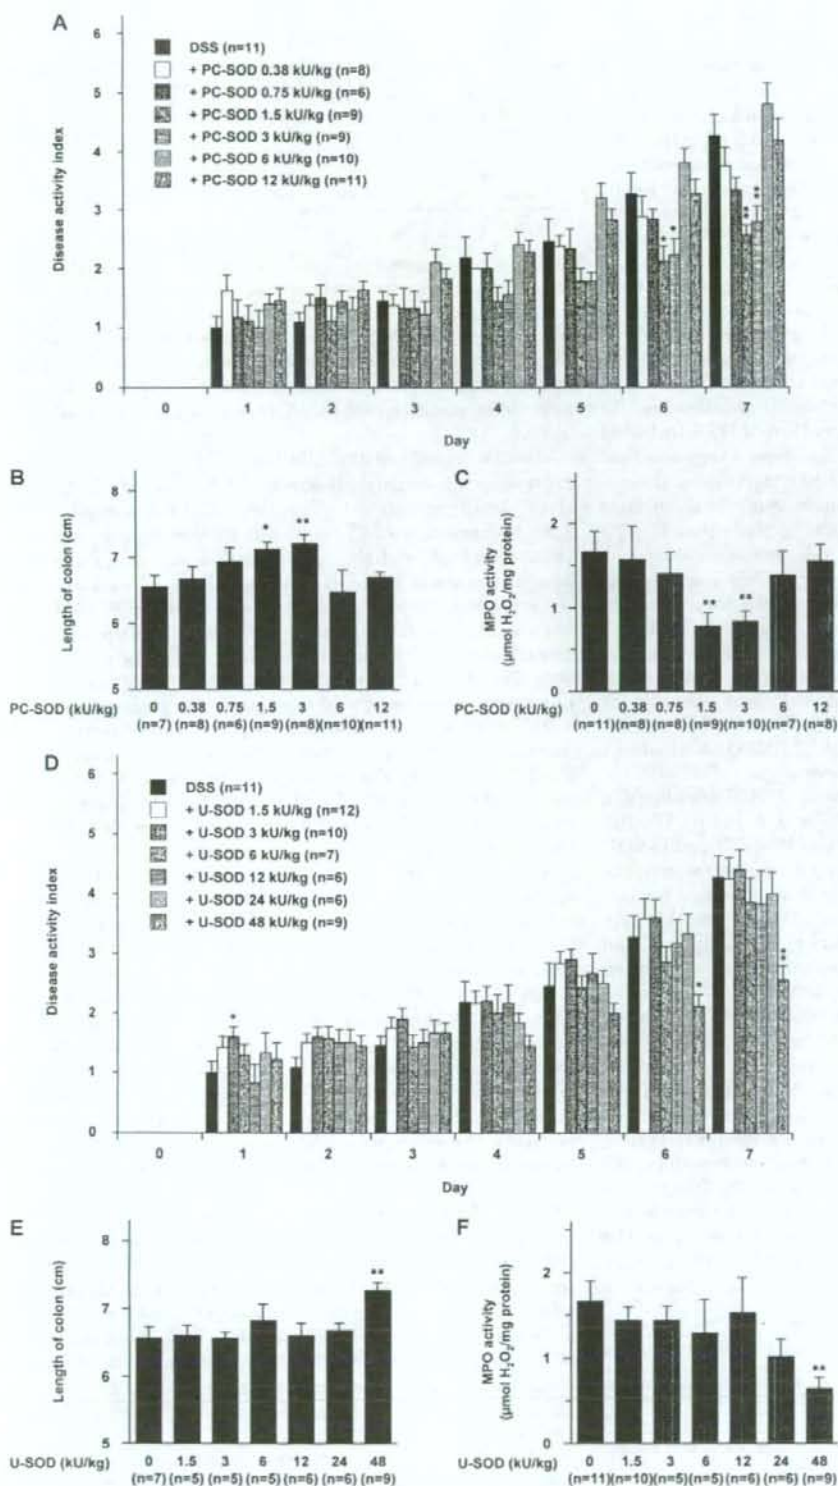 A
Disease activity index
6
5
4
3
2
1
0
DSS (n=11)
+ PC-SOD 0.38 kU/kg (n=8)
+ PC-SOD 0.75 kU/kg (n=6)
+ PC-SOD 1.5 kU/kg (n=9)
+ PC-SOD 3 kU/kg (n=9)
+ PC-SOD 6 kU/kg (n=10)
+ PC-SOD 12 kU/kg (n=11)
* * ** **
0 1 2 3 4 5 6 7
Day
B
Length of colon (cm)
8
7
6
5
* **
PC-SOD (kU/kg) 0 0.38 0.75 1.5 3 6 12
(n=7) (n=8) (n=6) (n=9) (n=8)(n=10)(n=11)
C
MPO activity
(μmol H₂O₂/mg protein)
2
1
0
** **
PC-SOD (kU/kg) 0 0.38 0.75 1.5 3 6 12
(n=11)(n=8) (n=8) (n=9) (n=10) (n=7) (n=8)
D
Disease activity index
6
5
4
3
2
1
0
DSS (n=11)
+ U-SOD 1.5 kU/kg (n=12)
+ U-SOD 3 kU/kg (n=10)
+ U-SOD 6 kU/kg (n=7)
+ U-SOD 12 kU/kg (n=6)
+ U-SOD 24 kU/kg (n=6)
+ U-SOD 48 kU/kg (n=9)
* * **
0 1 2 3 4 5 6 7
Day
E
Length of colon (cm)
8
7
6
5
**
U-SOD (kU/kg) 0 1.5 3 6 12 24 48
(n=7) (n=5) (n=5) (n=5) (n=6) (n=6) (n=9)
F
MPO activity
(μmol H₂O₂/mg protein)
2
1
0
**
U-SOD (kU/kg) 0 1.5 3 6 12 24 48
(n=11)(n=10)(n=5) (n=5) (n=6) (n=6) (n=9)